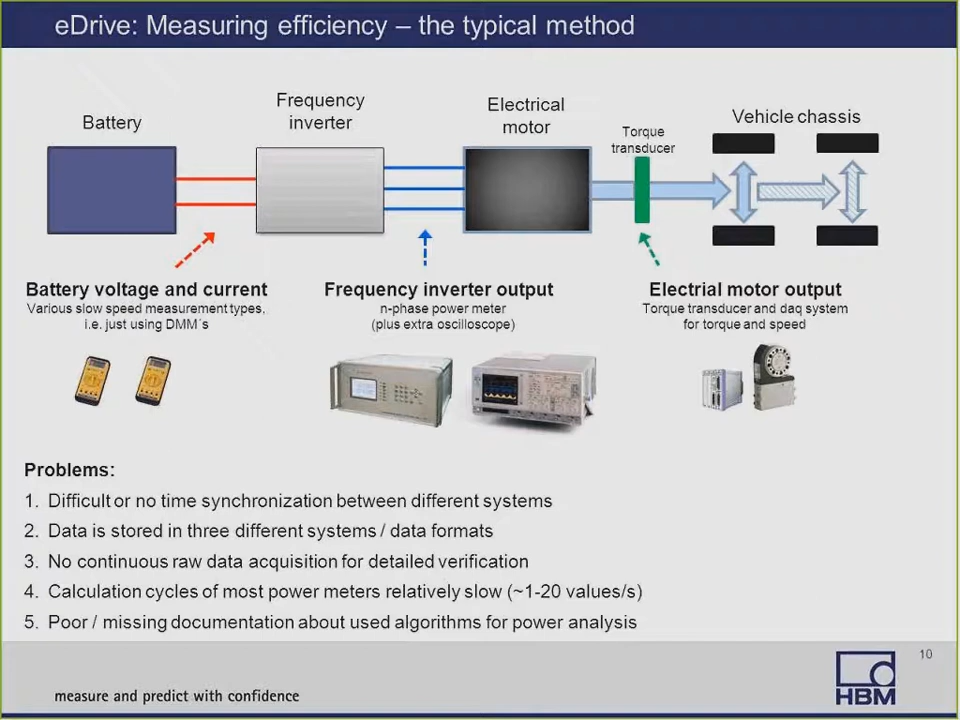 eDrive: Measuring efficiency – the typical method
Battery
Frequency
inverter
Electrical
motor
Torque
transducer
Vehicle chassis
Battery voltage and current
Various slow speed measurement types,
i.e. just using DMM´s
Frequency inverter output
n-phase power meter
(plus extra oscilloscope)
Electrial motor output
Torque transducer and daq system
for torque and speed
Problems:
1. Difficult or no time synchronization between different systems
2. Data is stored in three different systems / data formats
3. No continuous raw data acquisition for detailed verification
4. Calculation cycles of most power meters relatively slow (~1-20 values/s)
5. Poor / missing documentation about used algorithms for power analysis
10
measure and predict with confidence
HBM